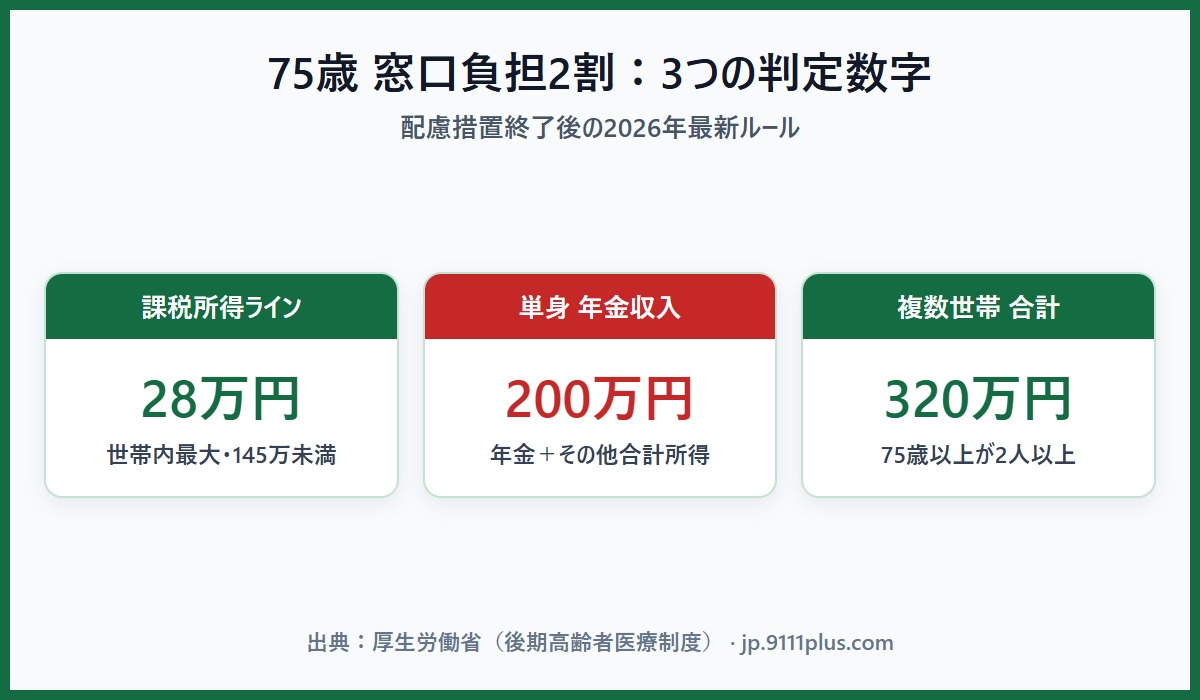 75歳 窓口負担2割：3つの判定数字
配慮措置終了後の2026年最新ルール
課税所得ライン
28万円
世帯内最大・145万未満
単身 年金収入
200万円
年金＋その他合計所得
複数世帯 合計
320万円
75歳以上が2人以上
出典：厚生労働省（後期高齢者医療制度） · jp.9111plus.com